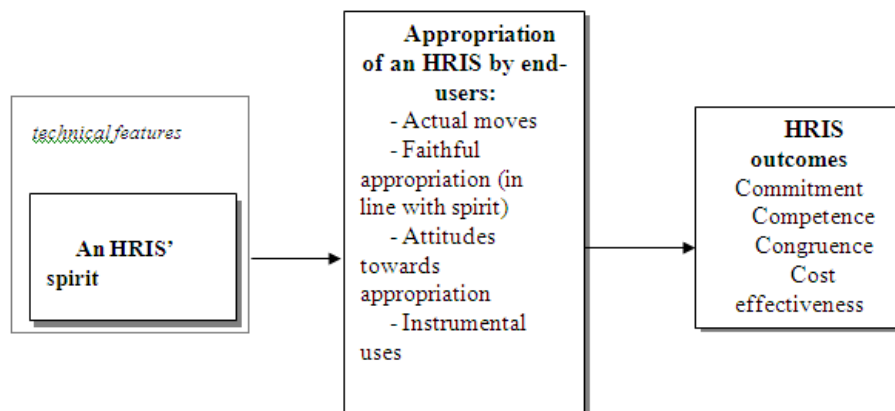 technical features
An HRIS’
spirit
Appropriation
of an HRIS by end-
users:
- Actual moves
- Faithful
appropriation (in
line with spirit)
- Attitudes
towards
appropriation
- Instrumental
uses
HRIS
outcomes
Commitment
Competence
Congruence
Cost
effectiveness